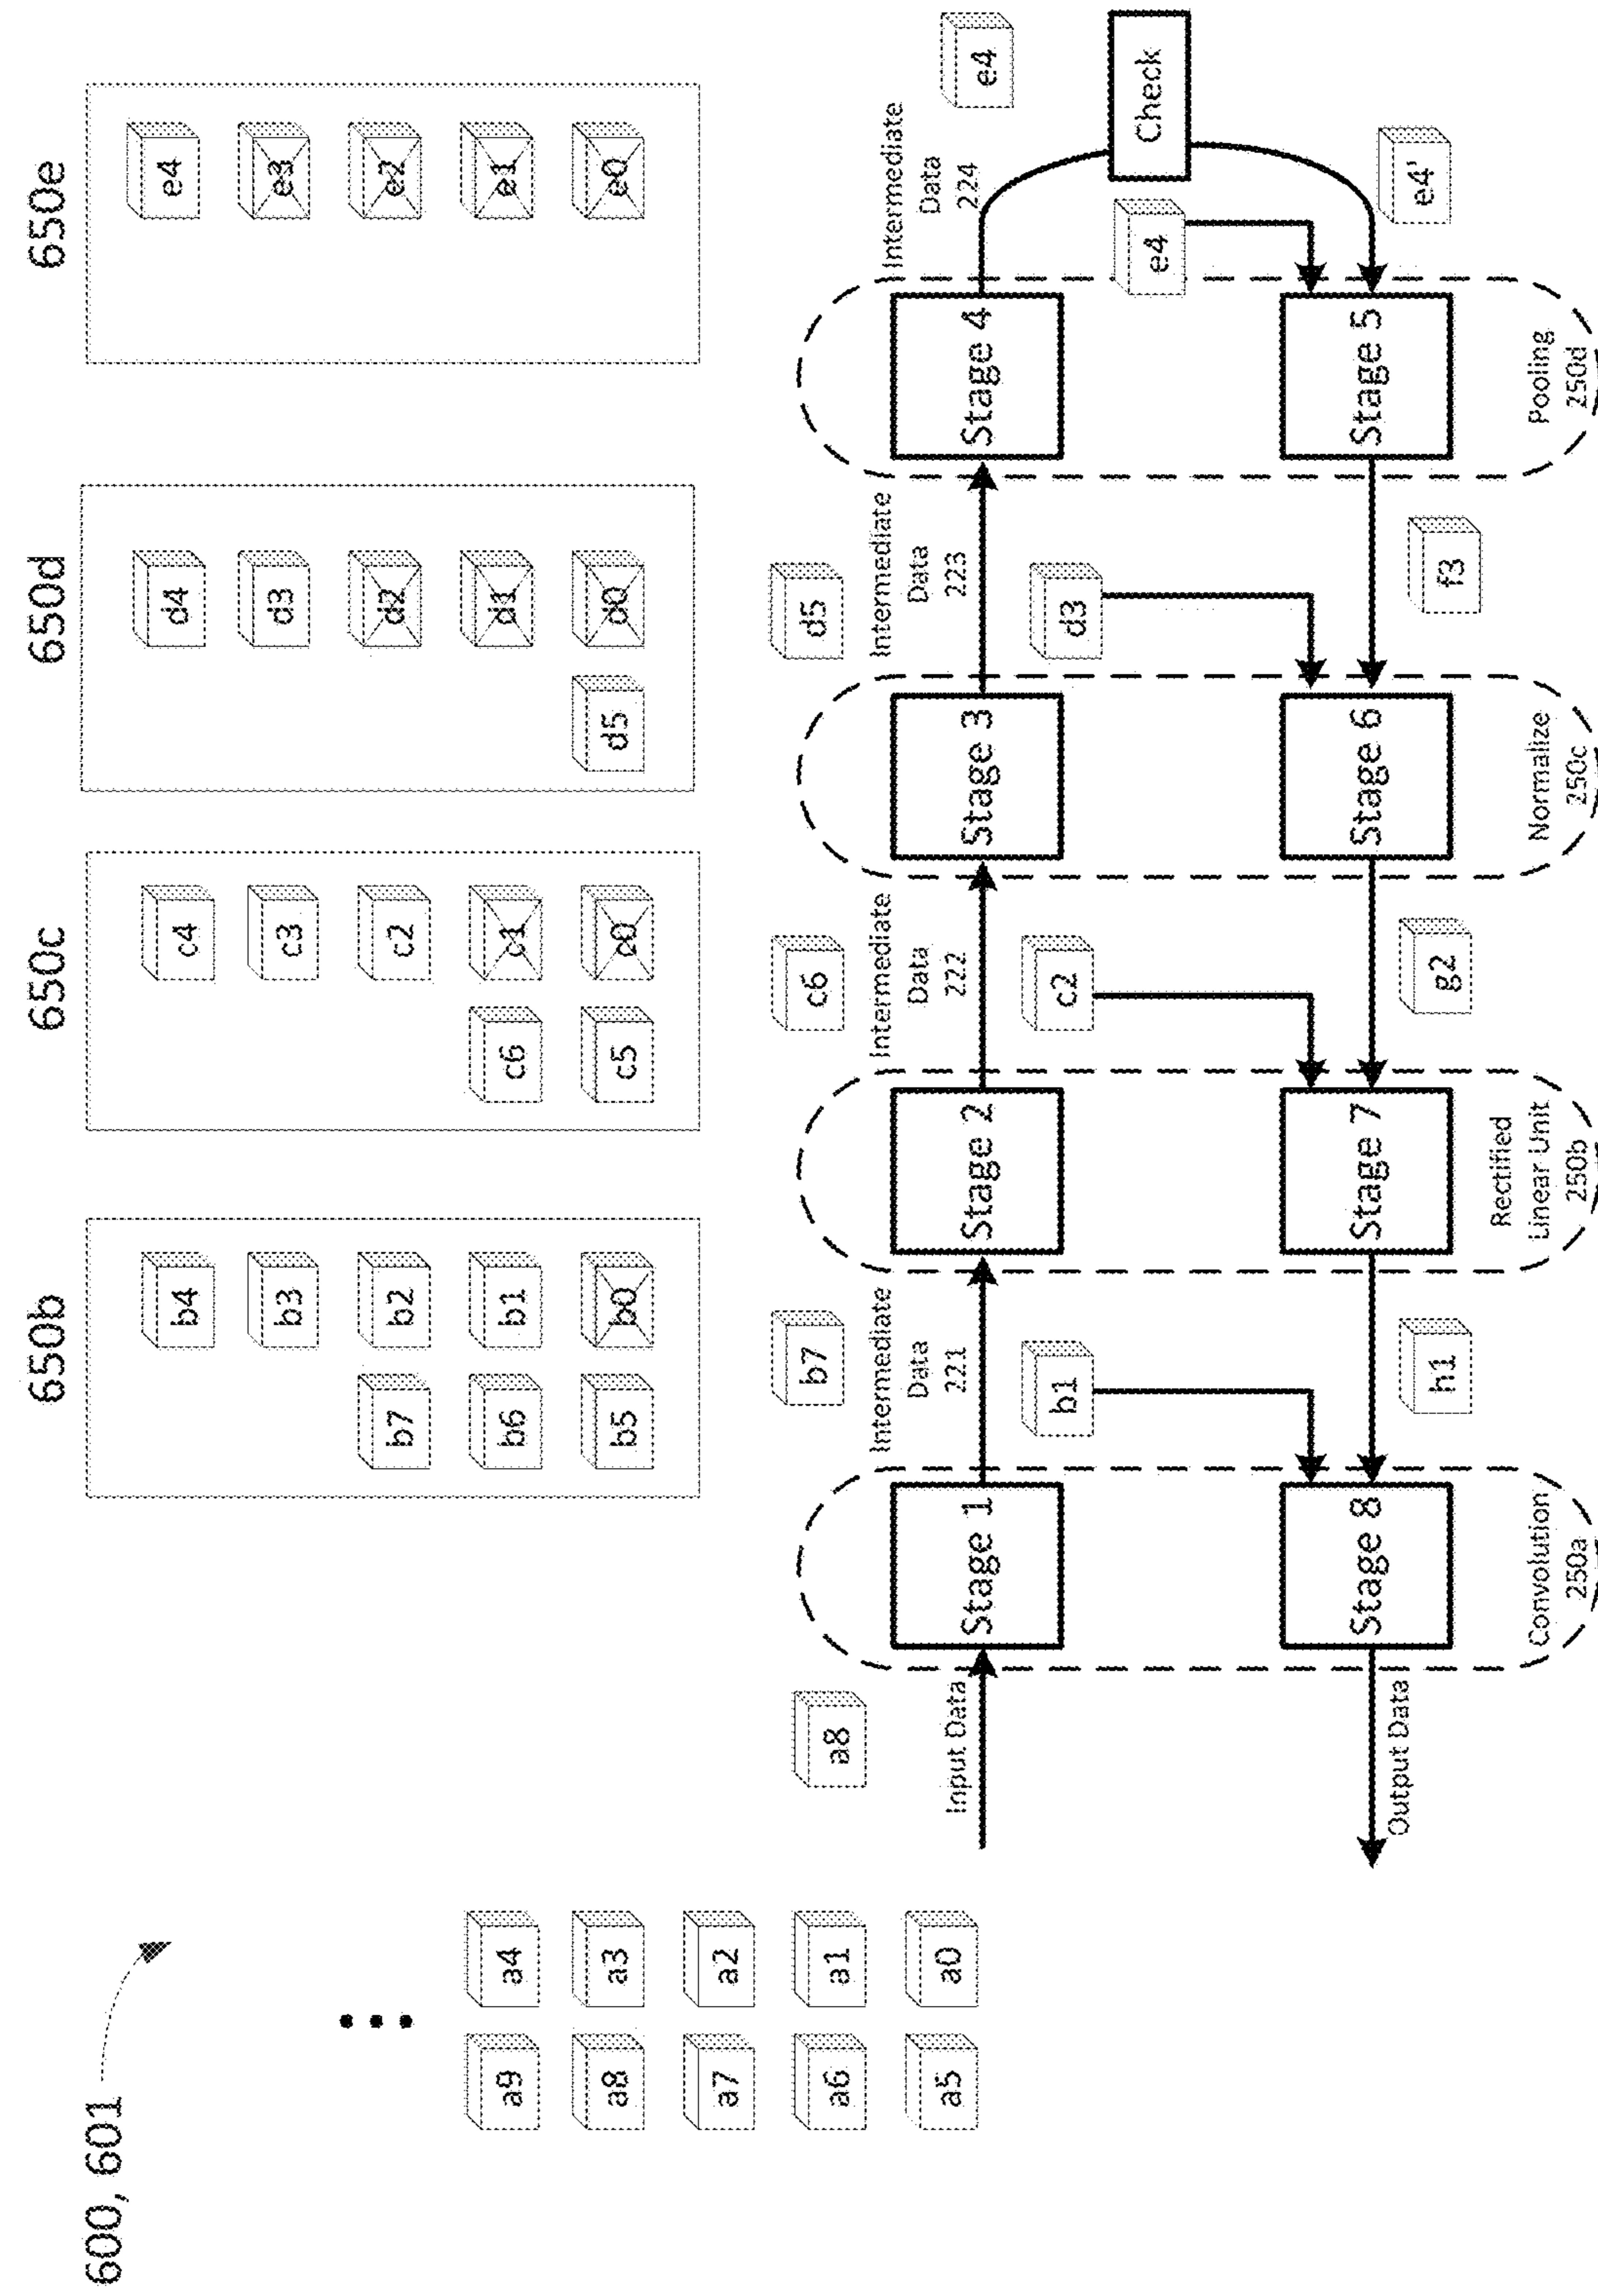 600, 601
650b
650c
650d
650e
a9
a4
a8
a3
a7
a2
a6
a1
a5
a0
b4
b7
b3
b6
b2
b5
b1
b0
c4
c3
c6
c2
c5
c1
c0
d4
d3
d2
d1
d5
d0
e4
e3
e2
e1
e0
a8
b7
c6
d5
e4
Input Data
Intermediate
Data
221
Intermediate
Data
222
Intermediate
Data
223
Intermediate
Data
224
Stage 1
Stage 2
Stage 3
Stage 4
b1
c2
d3
e4
Check
Stage 8
Stage 7
Stage 6
Stage 5
Output Data
h1
g2
f3
e4'
Convolution
250a
Rectified
Linear Unit
250b
Normalize
250c
Pooling
250d